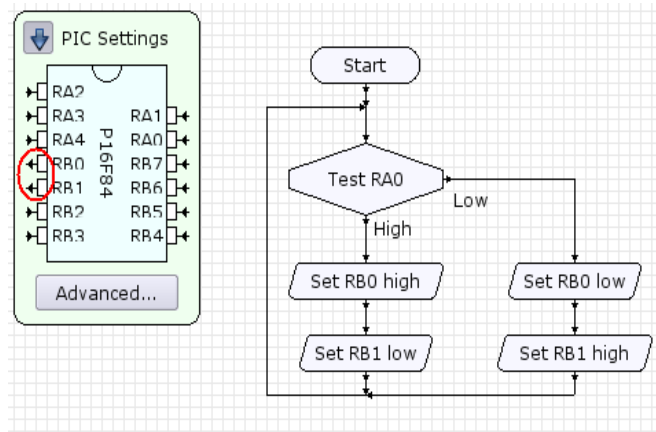 PIC Settings
RA2
RA3
RA4
RB0
RB1
RB2
RB3
P16F84
RA1
RA0
RB7
RB6
RB5
RB4
Advanced...
Start
Test RA0
Low
High
Set RB0 high
Set RB1 low
Set RB0 low
Set RB1 high